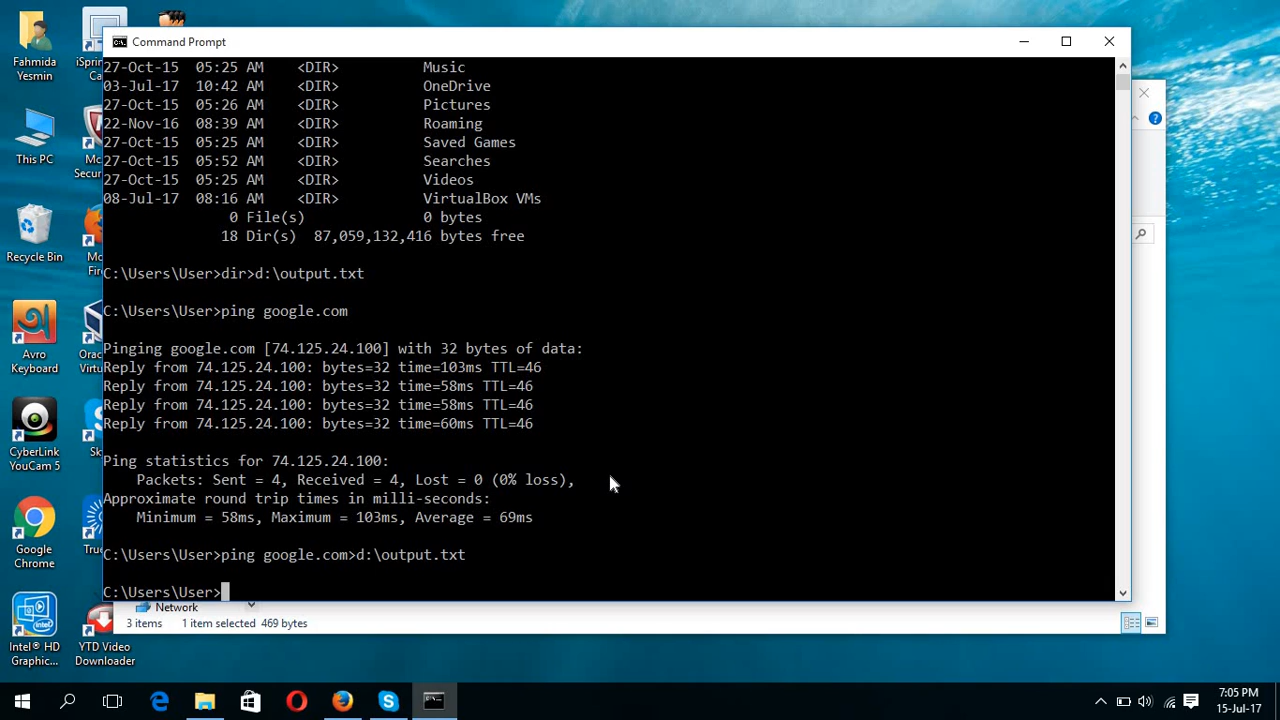 Fahmida
Yesmin
iSprin
Ca
This PC
Mc
Secur
Recycle Bin
Mo
Fire
Avro
Keyboard
Orac
Virtu
CyberLink
YouCam 5
Sk
Google
Chrome
True
Intel® HD
Graphic...
YTD Video
Downloader
Command Prompt
27-Oct-15 05:25 AM <DIR> Music
03-Jul-17 10:42 AM <DIR> OneDrive
27-Oct-15 05:26 AM <DIR> Pictures
22-Nov-16 08:39 AM <DIR> Roaming
27-Oct-15 05:25 AM <DIR> Saved Games
27-Oct-15 05:52 AM <DIR> Searches
27-Oct-15 05:25 AM <DIR> Videos
08-Jul-17 08:16 AM <DIR> VirtualBox VMs
0 File(s) 0 bytes
18 Dir(s) 87,059,132,416 bytes free
C:\Users\User>dir>d:\output.txt
C:\Users\User>ping google.com
Pinging google.com [74.125.24.100] with 32 bytes of data:
Reply from 74.125.24.100: bytes=32 time=103ms TTL=46
Reply from 74.125.24.100: bytes=32 time=58ms TTL=46
Reply from 74.125.24.100: bytes=32 time=58ms TTL=46
Reply from 74.125.24.100: bytes=32 time=60ms TTL=46
Ping statistics for 74.125.24.100:
Packets: Sent = 4, Received = 4, Lost = 0 (0% loss),
Approximate round trip times in milli-seconds:
Minimum = 58ms, Maximum = 103ms, Average = 69ms
C:\Users\User>ping google.com>d:\output.txt
C:\Users\User>
Network
3 items 1 item selected 469 bytes
7:05 PM
15-Jul-17